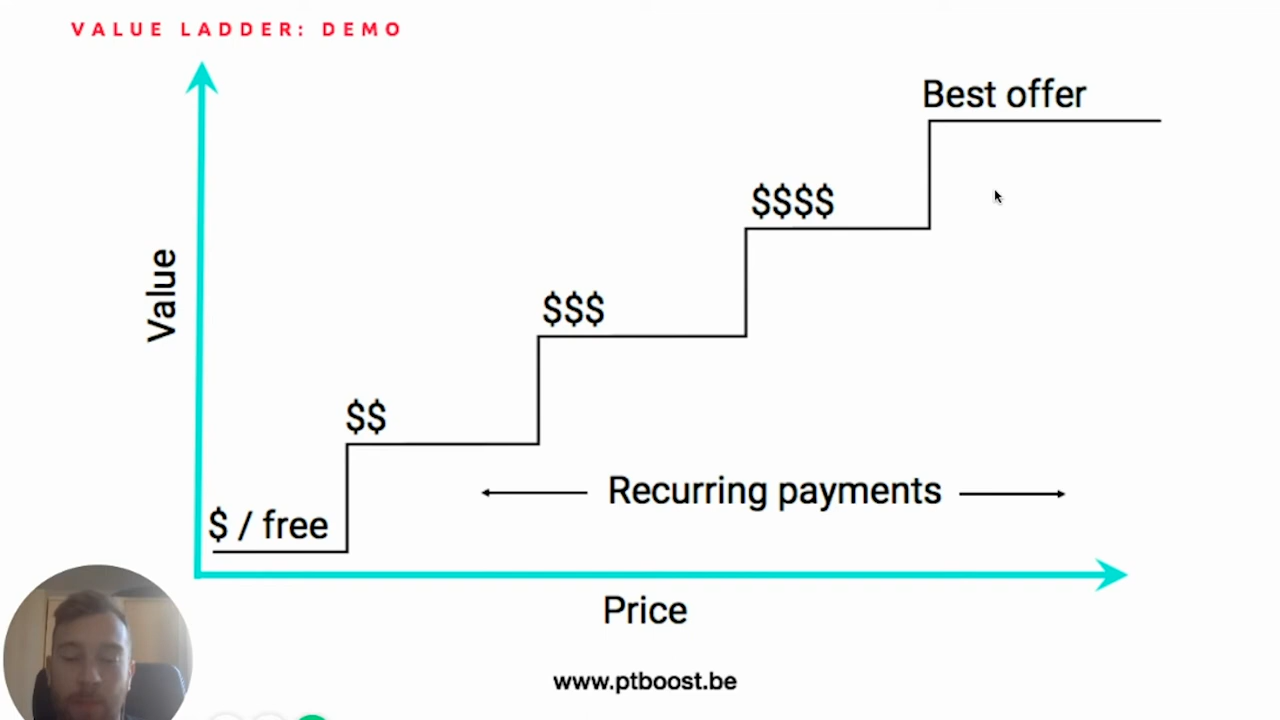 VALUE LADDER: DEMO
Best offer
$$$$
Value
$$$
$$
Recurring payments
$ / free
Price
www.ptboost.be